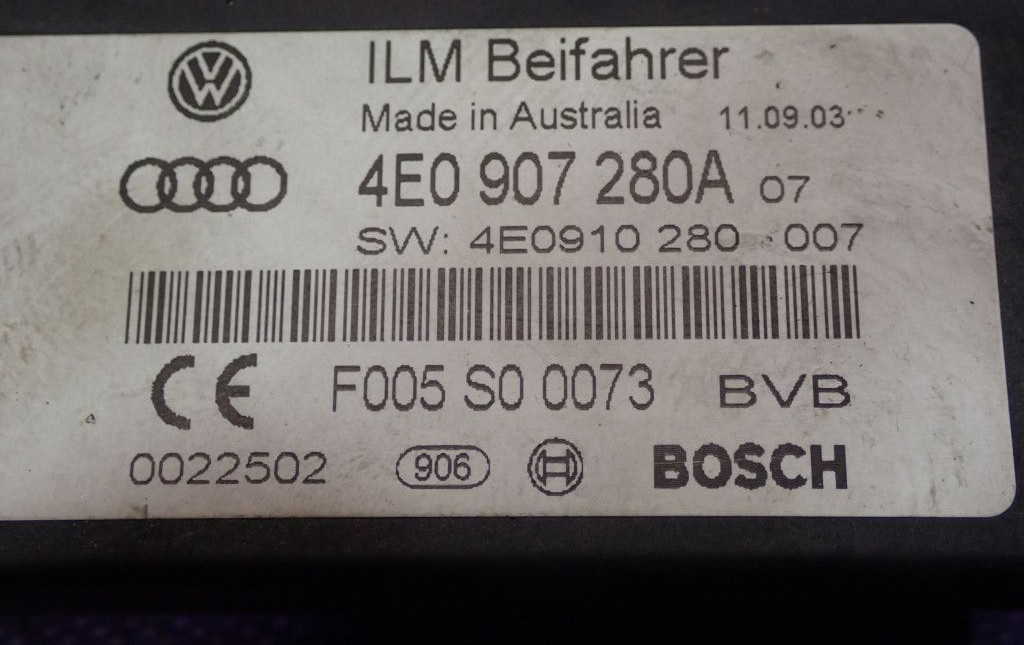 ILM Beifahrer
Made in Australia 11.09.03
4E0 907 280A 07
SW: 4E0910 280 007
CE F005 S0 0073 BVB
0022502 906 BOSCH